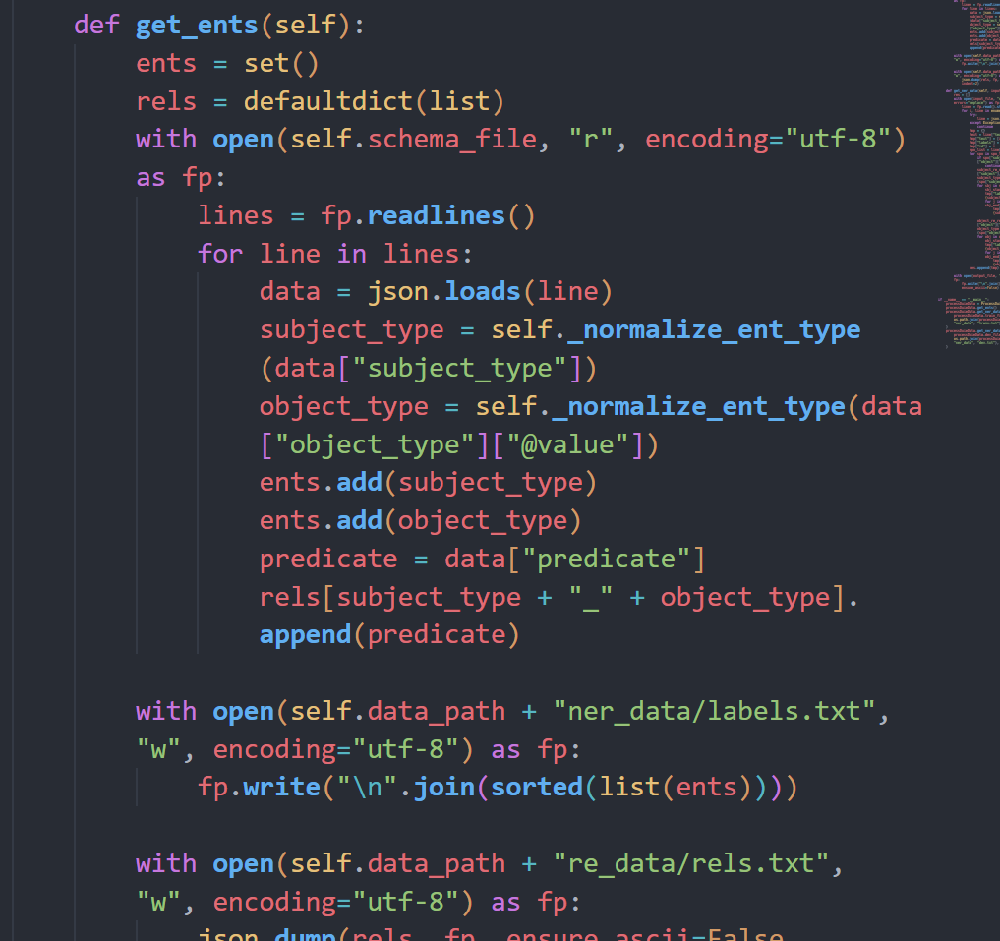 def get_ents(self):
ents = set()
rels = defaultdict(list)
with open(self.schema_file, "r", encoding="utf-8")
as fp:
lines = fp.readlines()
for line in lines:
data = json.loads(line)
subject_type = self._normalize_ent_type
(data["subject_type"])
object_type = self._normalize_ent_type(data
["object_type"]["@value"])
ents.add(subject_type)
ents.add(object_type)
predicate = data["predicate"]
rels[subject_type + "_" + object_type].
append(predicate)
with open(self.data_path + "ner_data/labels.txt",
"w", encoding="utf-8") as fp:
fp.write("\n".join(sorted(list(ents))))
with open(self.data_path + "re_data/rels.txt",
"w", encoding="utf-8") as fp:
json.dump(rels, fp, ensure_ascii=False